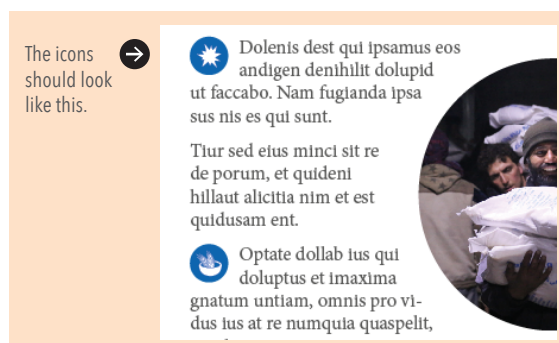 The icons
should look
like this.
Dolenis dest qui ipsamus eos
andigen denihilit dolupid
ut faccabo. Nam fugianda ipsa
sus nis es qui sunt.
Tiur sed eius minci sit re
de porum, et quideni
hillaut alicitia nim et est
quidusam ent.
Optate dollab ius qui
doluptus et imaxima
gnatum untiam, omnis pro vi-
dus ius at re numquia quaspelit,